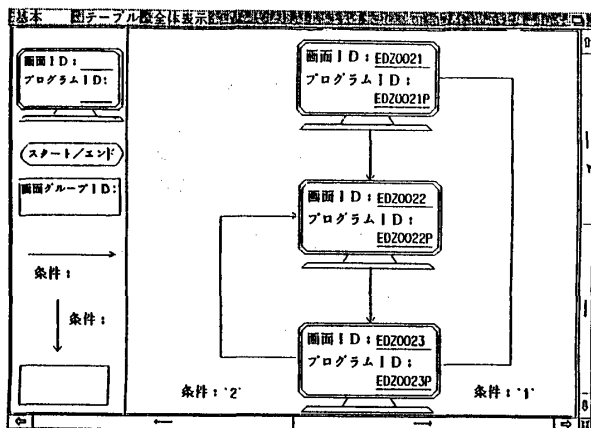 基本 図テーブル 全体表示
画面ID:
プログラムID:
スタート/エンド
画面グループID:
条件:
条件:
画面ID:EDZ0021
プログラムID:
EDZ0021P
画面ID:EDZ0022
プログラムID:
EDZ0022P
画面ID:EDZ0023
プログラムID:
EDZ0023P
条件:'2'
条件:'1'